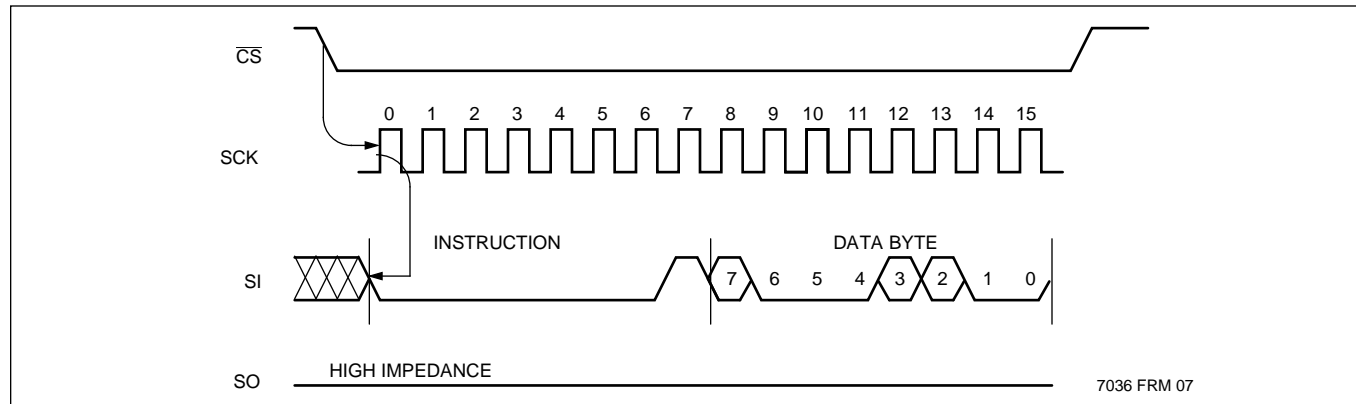 CS
0 1 2 3 4 5 6 7 8 9 10 11 12 13 14 15
SCK
INSTRUCTION DATA BYTE
SI 7 6 5 4 3 2 1 0
HIGH IMPEDANCE
SO
7036 FRM 07